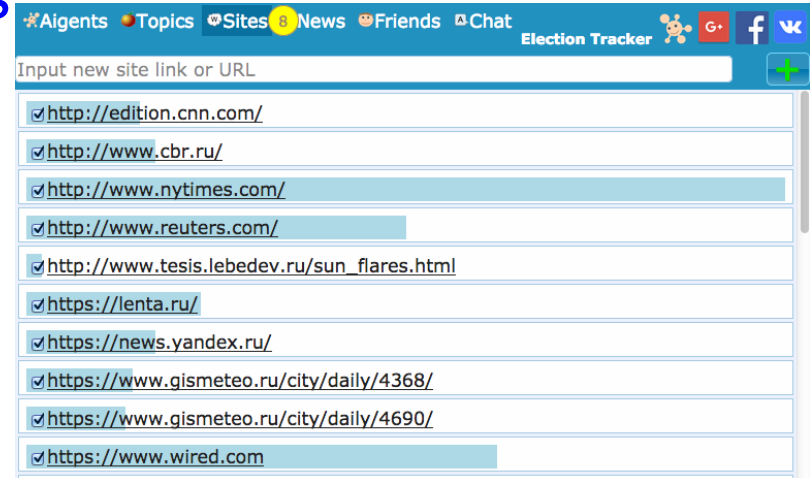 Aigents Topics Sites 8 News Friends Chat
Election Tracker
G+ f
Input new site link or URL
http://edition.cnn.com/
http://www.cbr.ru/
http://www.nytimes.com/
http://www.reuters.com/
http://www.tesis.lebedev.ru/sun_flares.html
https://lenta.ru/
https://news.yandex.ru/
https://www.gismeteo.ru/city/daily/4368/
https://www.gismeteo.ru/city/daily/4690/
https://www.wired.com